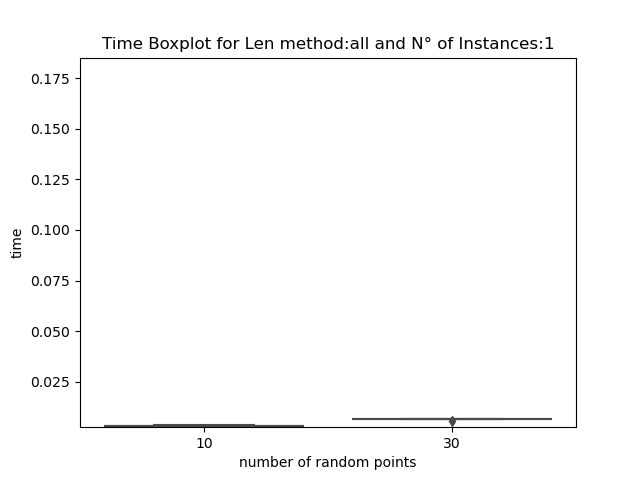 Time Boxplot for Len method:all and N° of Instances:1
0.175
0.150
0.125
0.100
0.075
0.050
0.025
time
10 30
number of random points